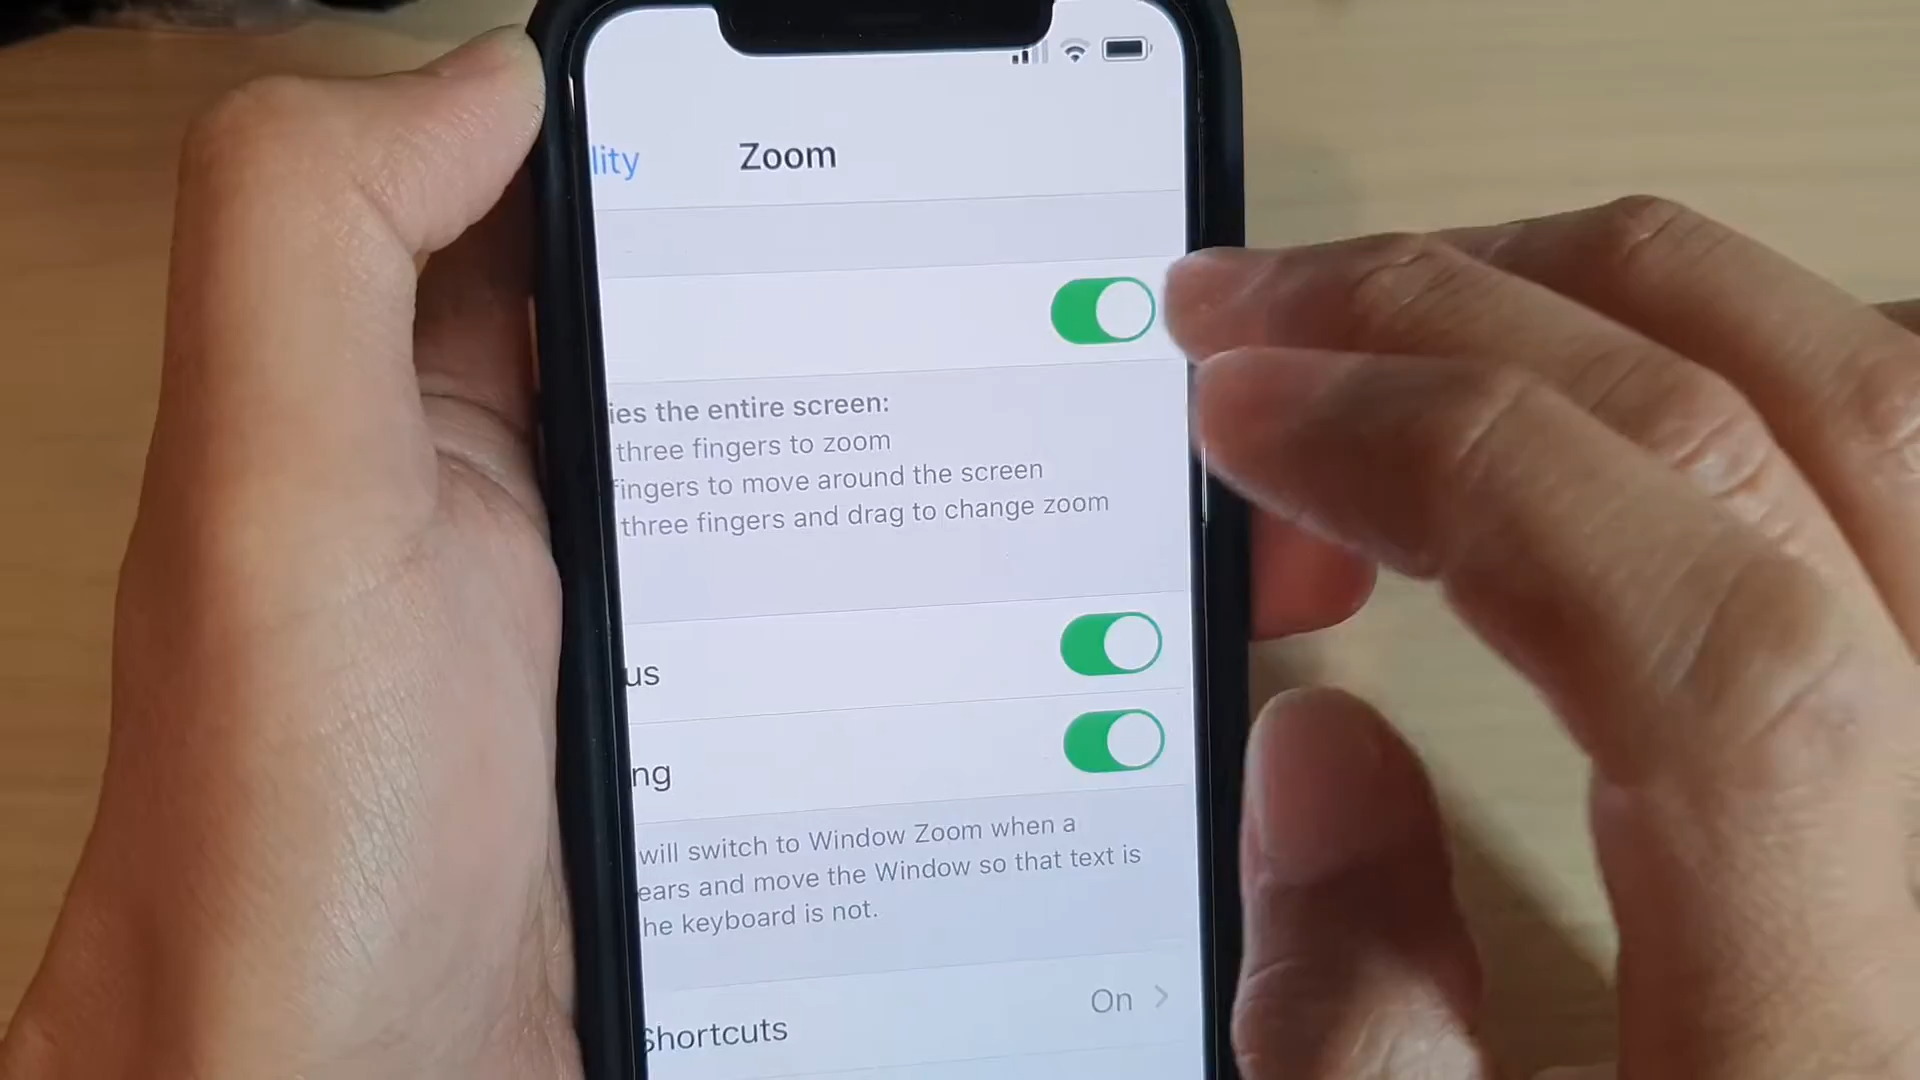 lity Zoom
ies the entire screen:
three fingers to zoom
fingers to move around the screen
three fingers and drag to change zoom
us
ng
will switch to Window Zoom when a
ears and move the Window so that text is
he keyboard is not.
Shortcuts On